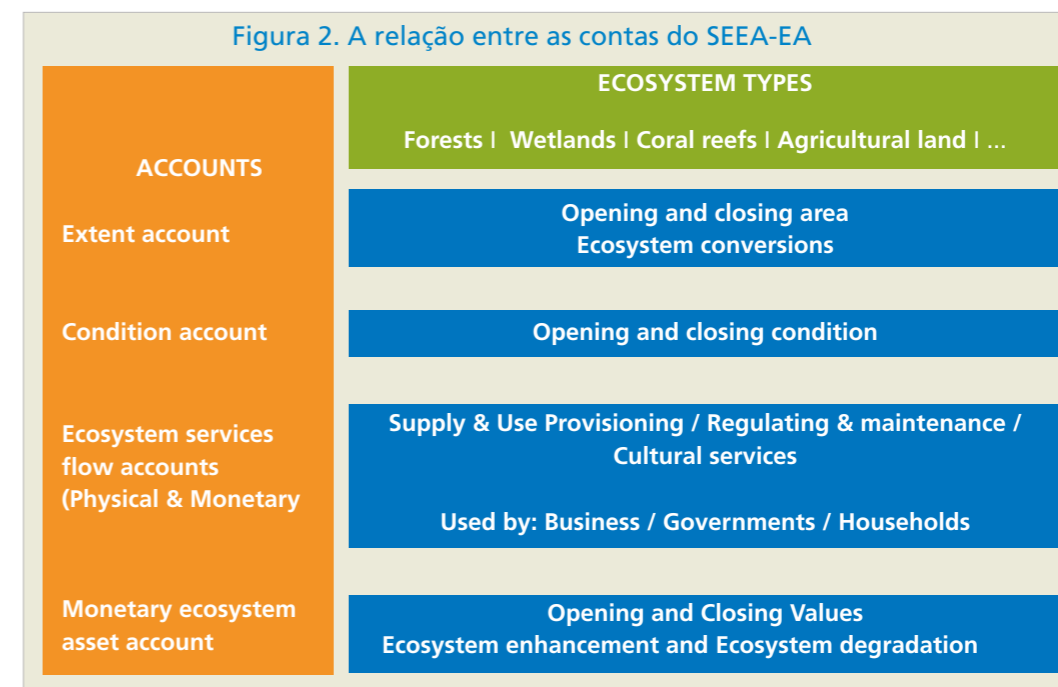 Figura 2. A relação entre as contas do SEEA-EA
ECOSYSTEM TYPES
Forests | Wetlands | Coral reefs | Agricultural land | ...
ACCOUNTS
Extent account
Opening and closing area
Ecosystem conversions
Condition account
Opening and closing condition
Ecosystem services
flow accounts
(Physical & Monetary
Supply & Use Provisioning / Regulating & maintenance /
Cultural services
Used by: Business / Governments / Households
Monetary ecosystem
asset account
Opening and Closing Values
Ecosystem enhancement and Ecosystem degradation